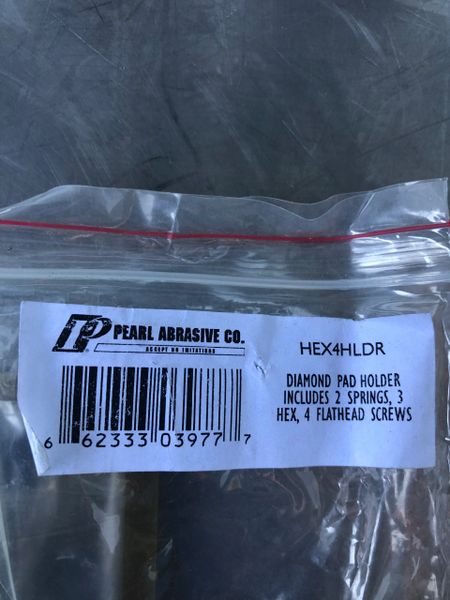 PEARL ABRASIVE CO.
ACCEPT NO IMITATIONS
HEX4HLDR
DIAMOND PAD HOLDER
INCLUDES 2 SPRINGS, 3
HEX, 4 FLATHEAD SCREWS
6 62333 03977 7